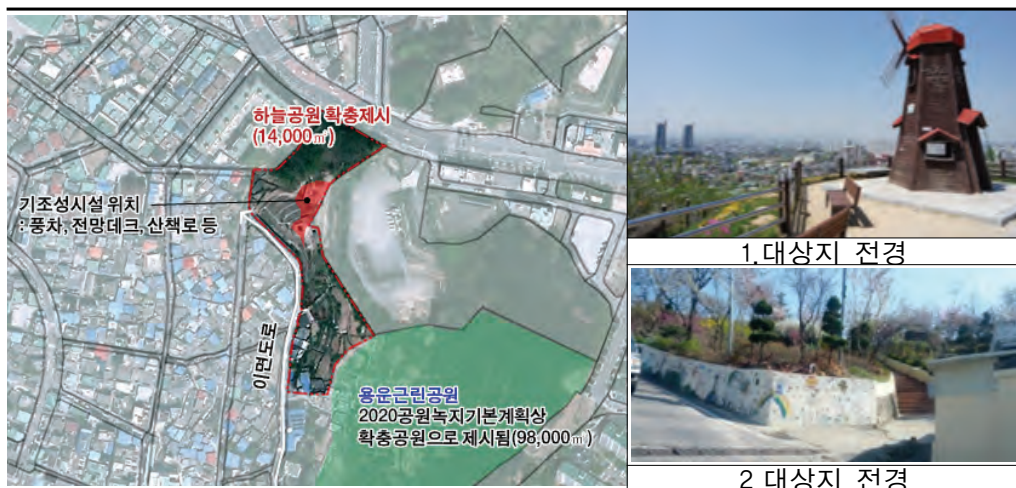 하늘공원 확충제시
(14,000㎡)
기조성시설 위치
: 풍차, 전망데크, 산책로 등
이면도로
용운근린공원
2020공원녹지기본계획상
확충공원으로 제시됨(98,000㎡)
1.대상지 전경
2 대상지 전경